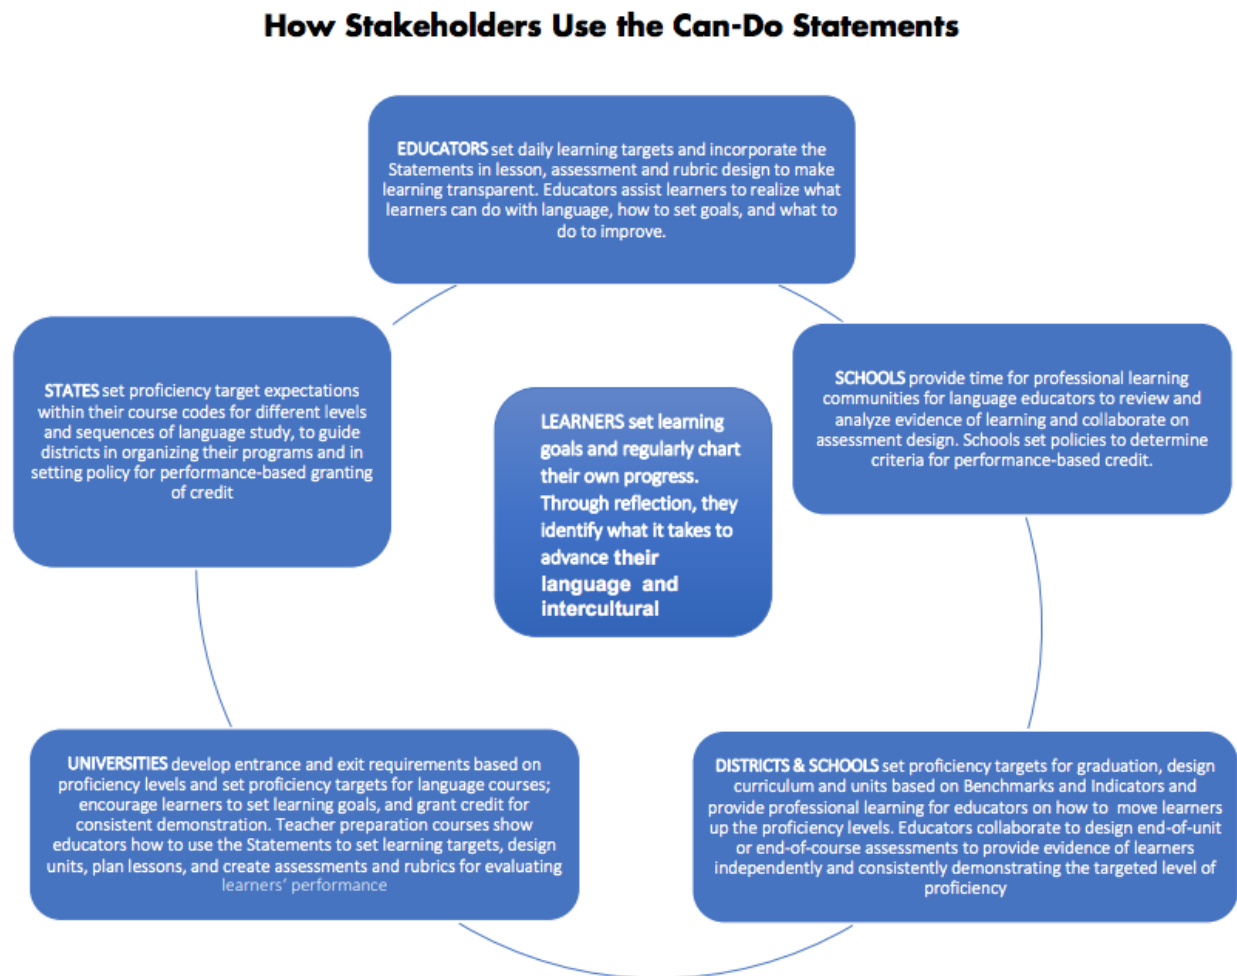 How Stakeholders Use the Can-Do Statements
EDUCATORS set daily learning targets and incorporate the
Statements in lesson, assessment and rubric design to make
learning transparent. Educators assist learners to realize what
learners can do with language, how to set goals, and what to
do to improve.
STATES set proficiency target expectations
within their course codes for different levels
and sequences of language study, to guide
districts in organizing their programs and in
setting policy for performance-based granting
of credit
LEARNERS set learning
goals and regularly chart
their own progress.
Through reflection, they
identify what it takes to
advance their
language and
intercultural
SCHOOLS provide time for professional learning
communities for language educators to review and
analyze evidence of learning and collaborate on
assessment design. Schools set policies to determine
criteria for performance-based credit.
UNIVERSITIES develop entrance and exit requirements based on
proficiency levels and set proficiency targets for language courses;
encourage learners to set learning goals, and grant credit for
consistent demonstration. Teacher preparation courses show
educators how to use the Statements to set learning targets, design
units, plan lessons, and create assessments and rubrics for evaluating
learners' performance
DISTRICTS & SCHOOLS set proficiency targets for graduation, design
curriculum and units based on Benchmarks and Indicators and
provide professional learning for educators on how to move learners
up the proficiency levels. Educators collaborate to design end-of-unit
or end-of-course assessments to provide evidence of learners
independently and consistently demonstrating the targeted level of
proficiency